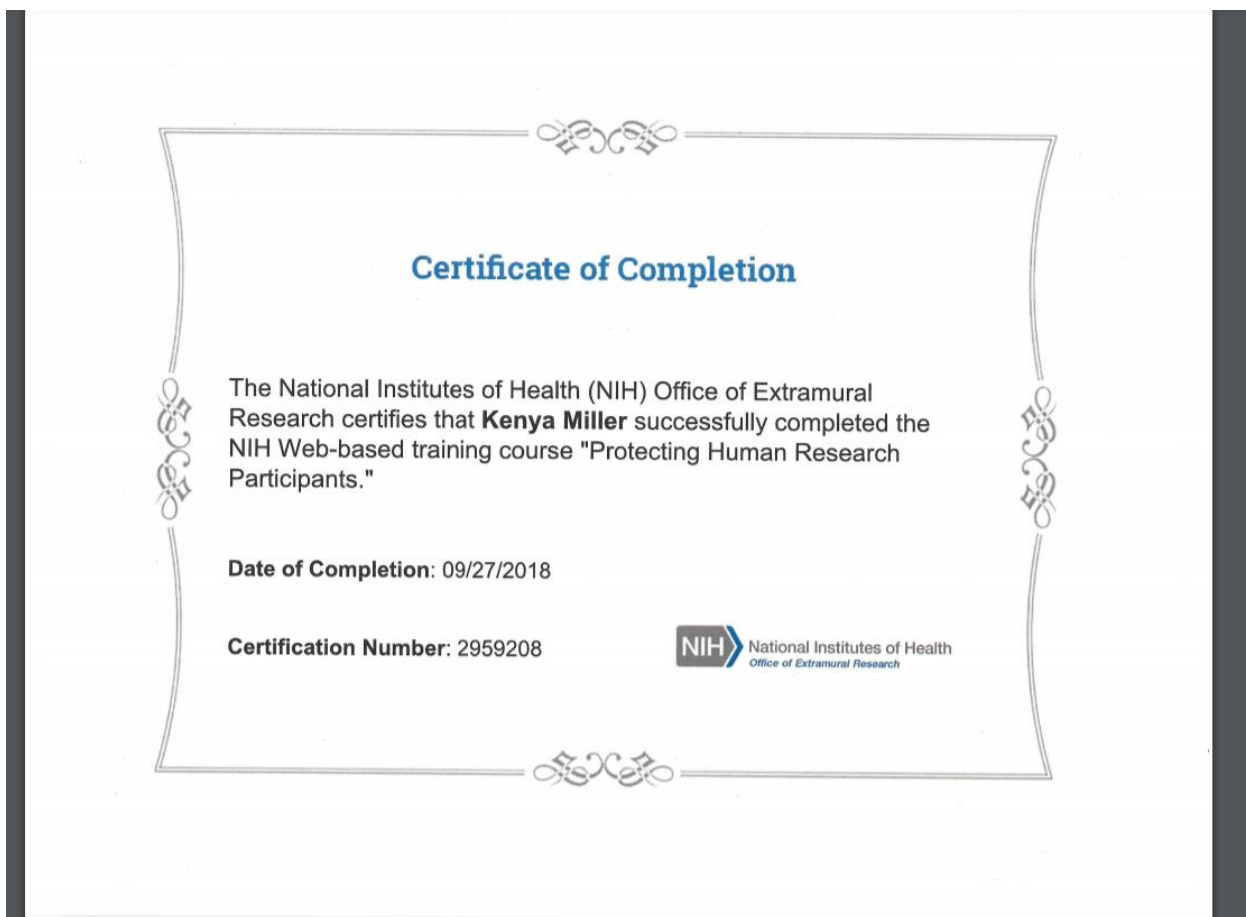 Certificate of Completion
The National Institutes of Health (NIH) Office of Extramural
Research certifies that Kenya Miller successfully completed the
NIH Web-based training course "Protecting Human Research
Participants."
Date of Completion: 09/27/2018
Certification Number: 2959208
NIH National Institutes of Health
Office of Extramural Research